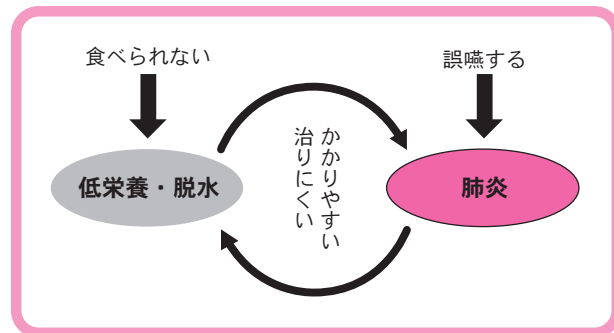 食べられない
誤嚥する
低栄養・脱水
かかりやすい
治りにくい
肺炎